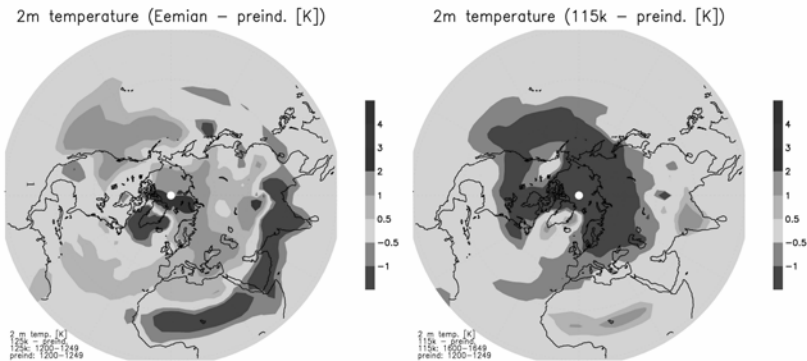 2m temperature (Eemian – preind. [K])
4
3
2
1
0.5
−0.5
−1
2 m temp. [K]
125k – preind.
125k: 1200−1249
preind: 1200−1249
2m temperature (115k – preind. [K])
4
3
2
1
0.5
−0.5
−1
2 m temp. [K]
115k – preind.
115k: 1600−1649
preind: 1200−1249